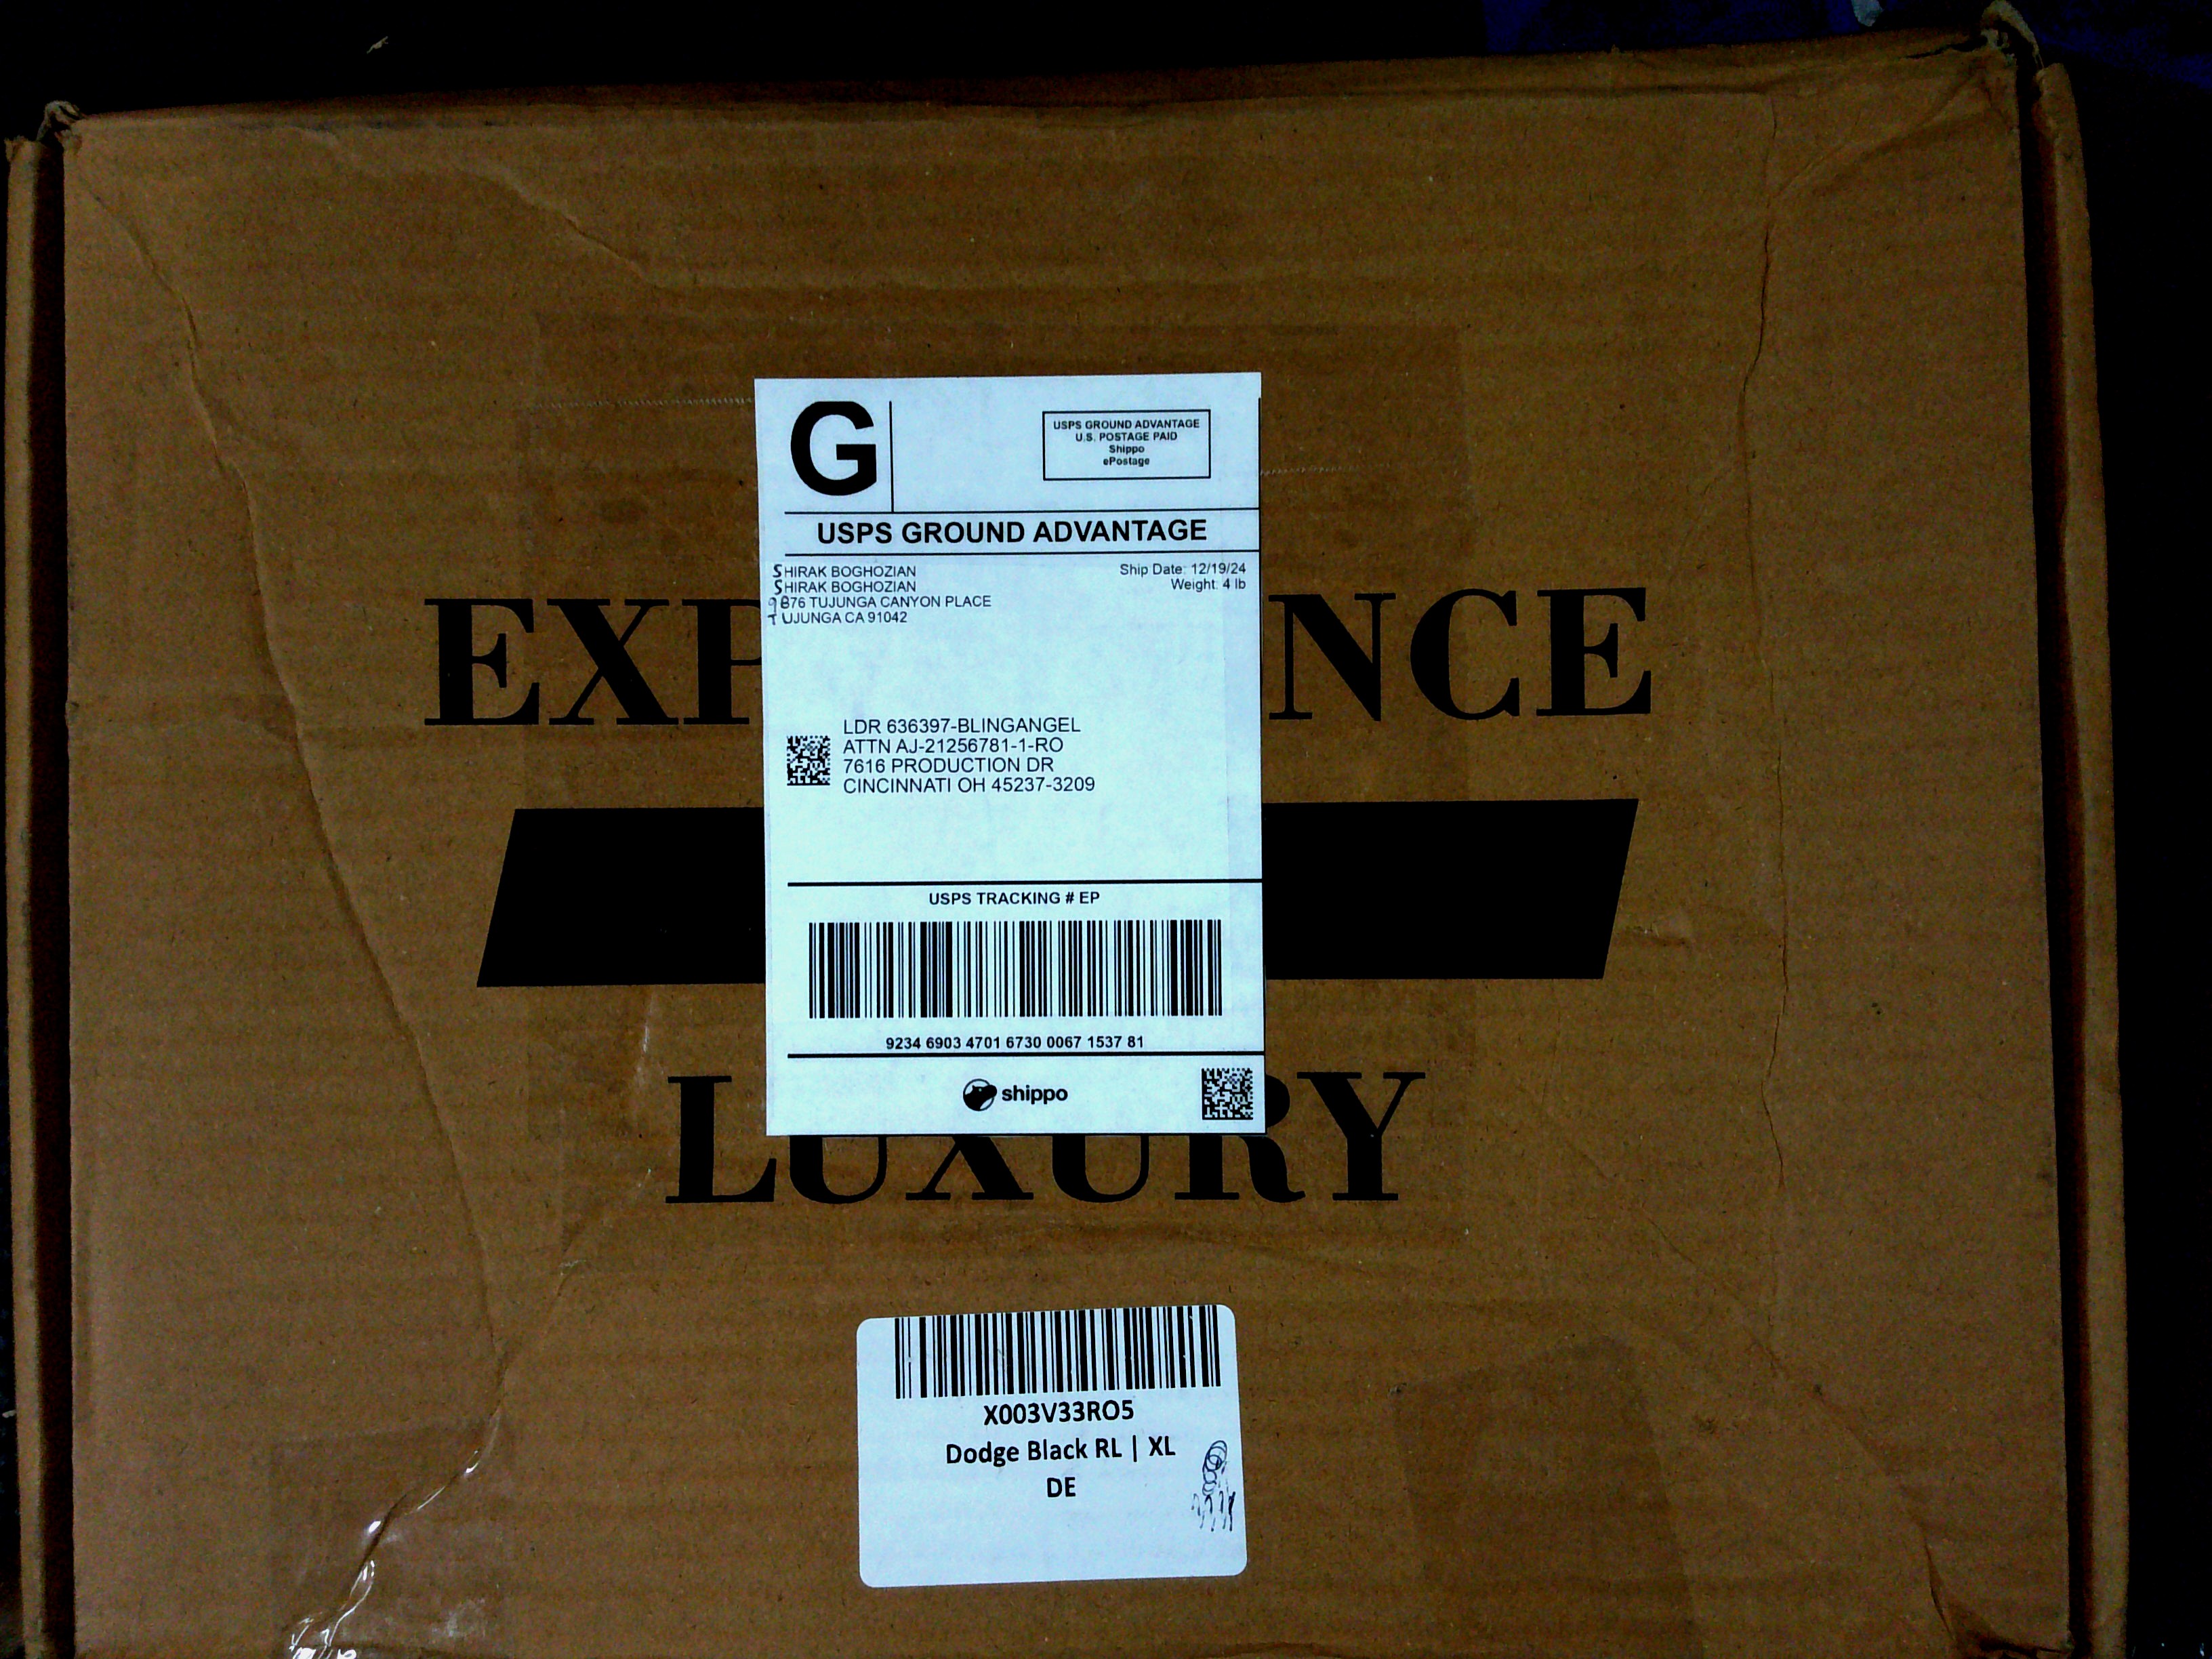 G
USPS GROUND ADVANTAGE
U.S. POSTAGE PAID
Shippo
ePostage
USPS GROUND ADVANTAGE
SHIRAK BOGHOZIAN
SHIRAK BOGHOZIAN
9876 TUJUNGA CANYON PLACE
TUJUNGA CA 91042
Ship Date: 12/19/24
Weight: 4 lb
EXP NCE
LDR 636397-BLINGANGEL
ATTN AJ-21256781-1-RO
7616 PRODUCTION DR
CINCINNATI OH 45237-3209
USPS TRACKING # EP
9234 6903 4701 6730 0067 1537 81
shippo
LUXURY
X003V33RO5
Dodge Black RL | XL
DE